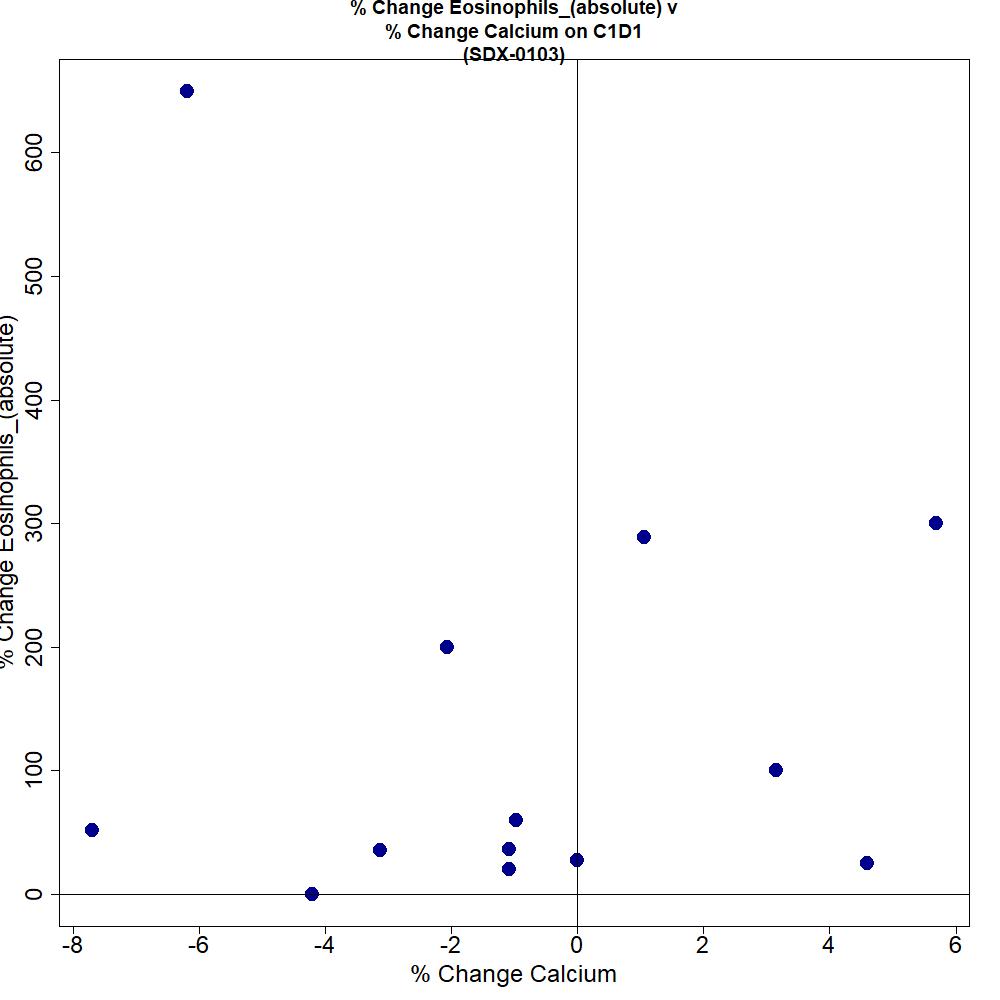 % Change Eosinophils_(absolute) v
% Change Calcium on C1D1
(SDX-0103)
% Change Eosinophils_(absolute)
600
500
400
300
200
100
0
-8 -6 -4 -2 0 2 4 6
% Change Calcium